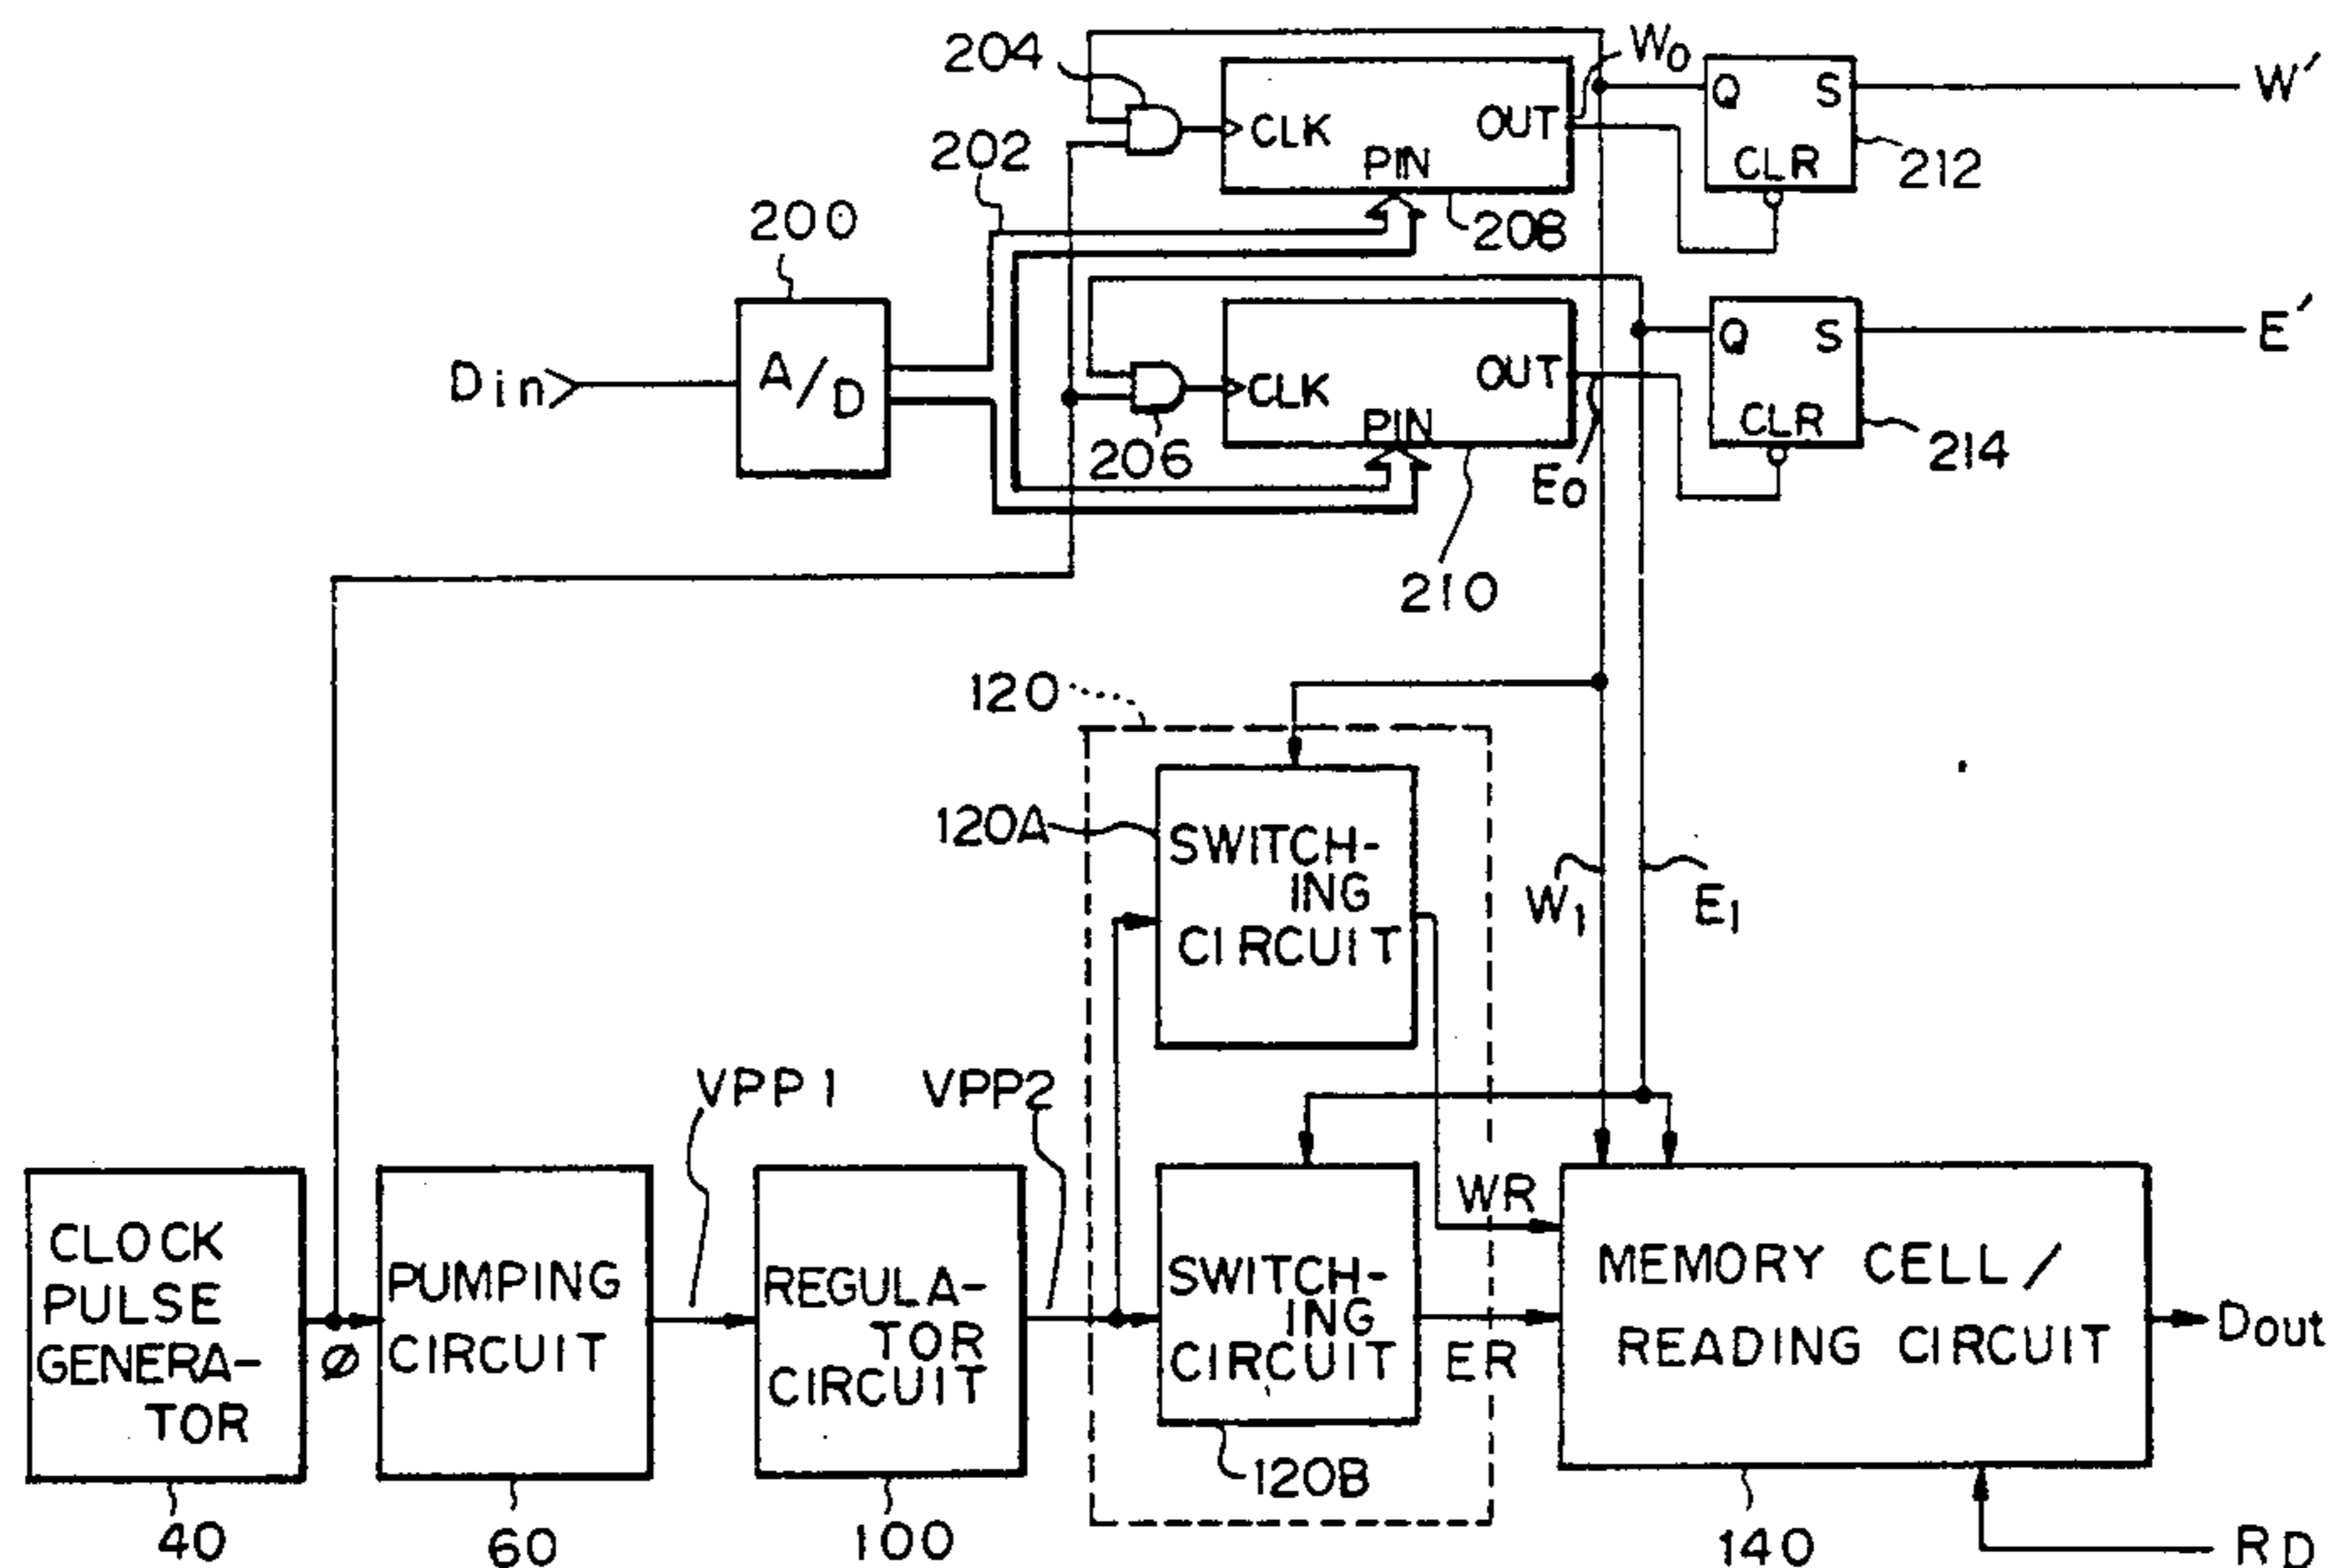 204
W0
Q S
W′
CLK
OUT
PIN
CLR
212
202
208
200
Din
A/D
Q S
E′
CLK
OUT
PIN
CLR
214
206
E0
210
120
120A
SWITCH-
ING
CIRCUIT
W1
E1
VPP1
VPP2
WR
CLOCK
PULSE
GENERA-
TOR
Ø
PUMPING
CIRCUIT
REGULA-
TOR
CIRCUIT
SWITCH-
ING
CIRCUIT
ER
MEMORY CELL/
READING CIRCUIT
Dout
120B
40
60
100
140
RD